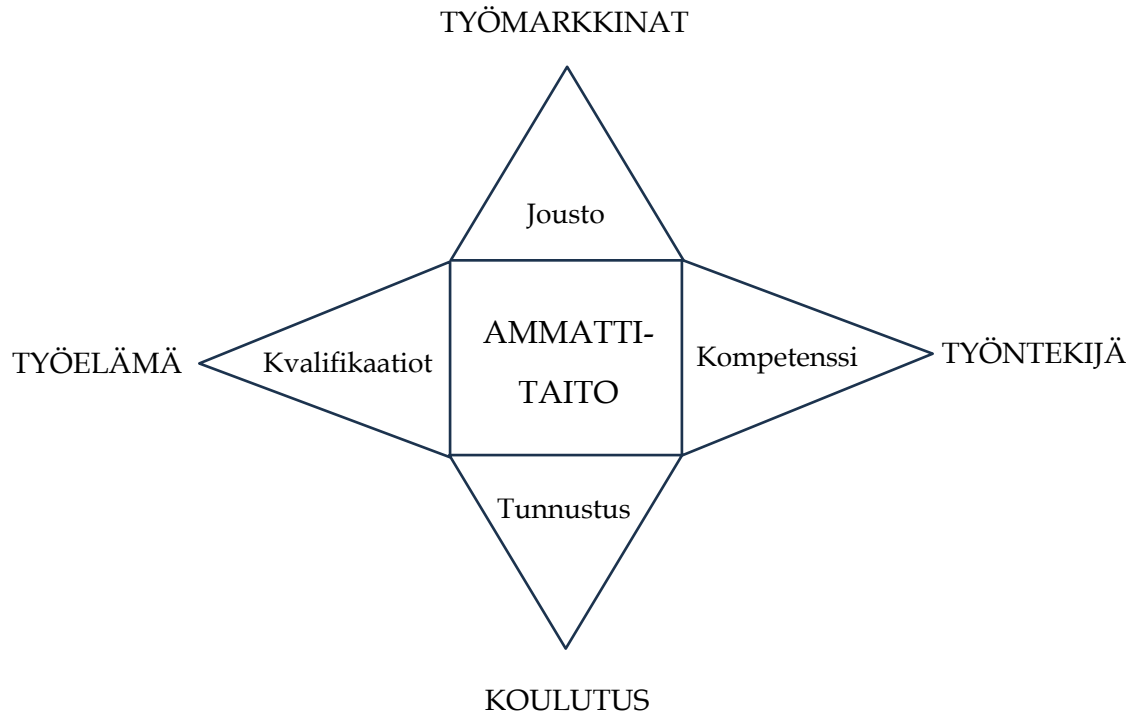 TYÖMARKKINAT
Jousto
AMMATTI-
TAITO
TYÖELÄMÄ
Kvalifikaatiot
Kompetenssi
TYÖNTEKIJÄ
Tunnustus
KOULUTUS